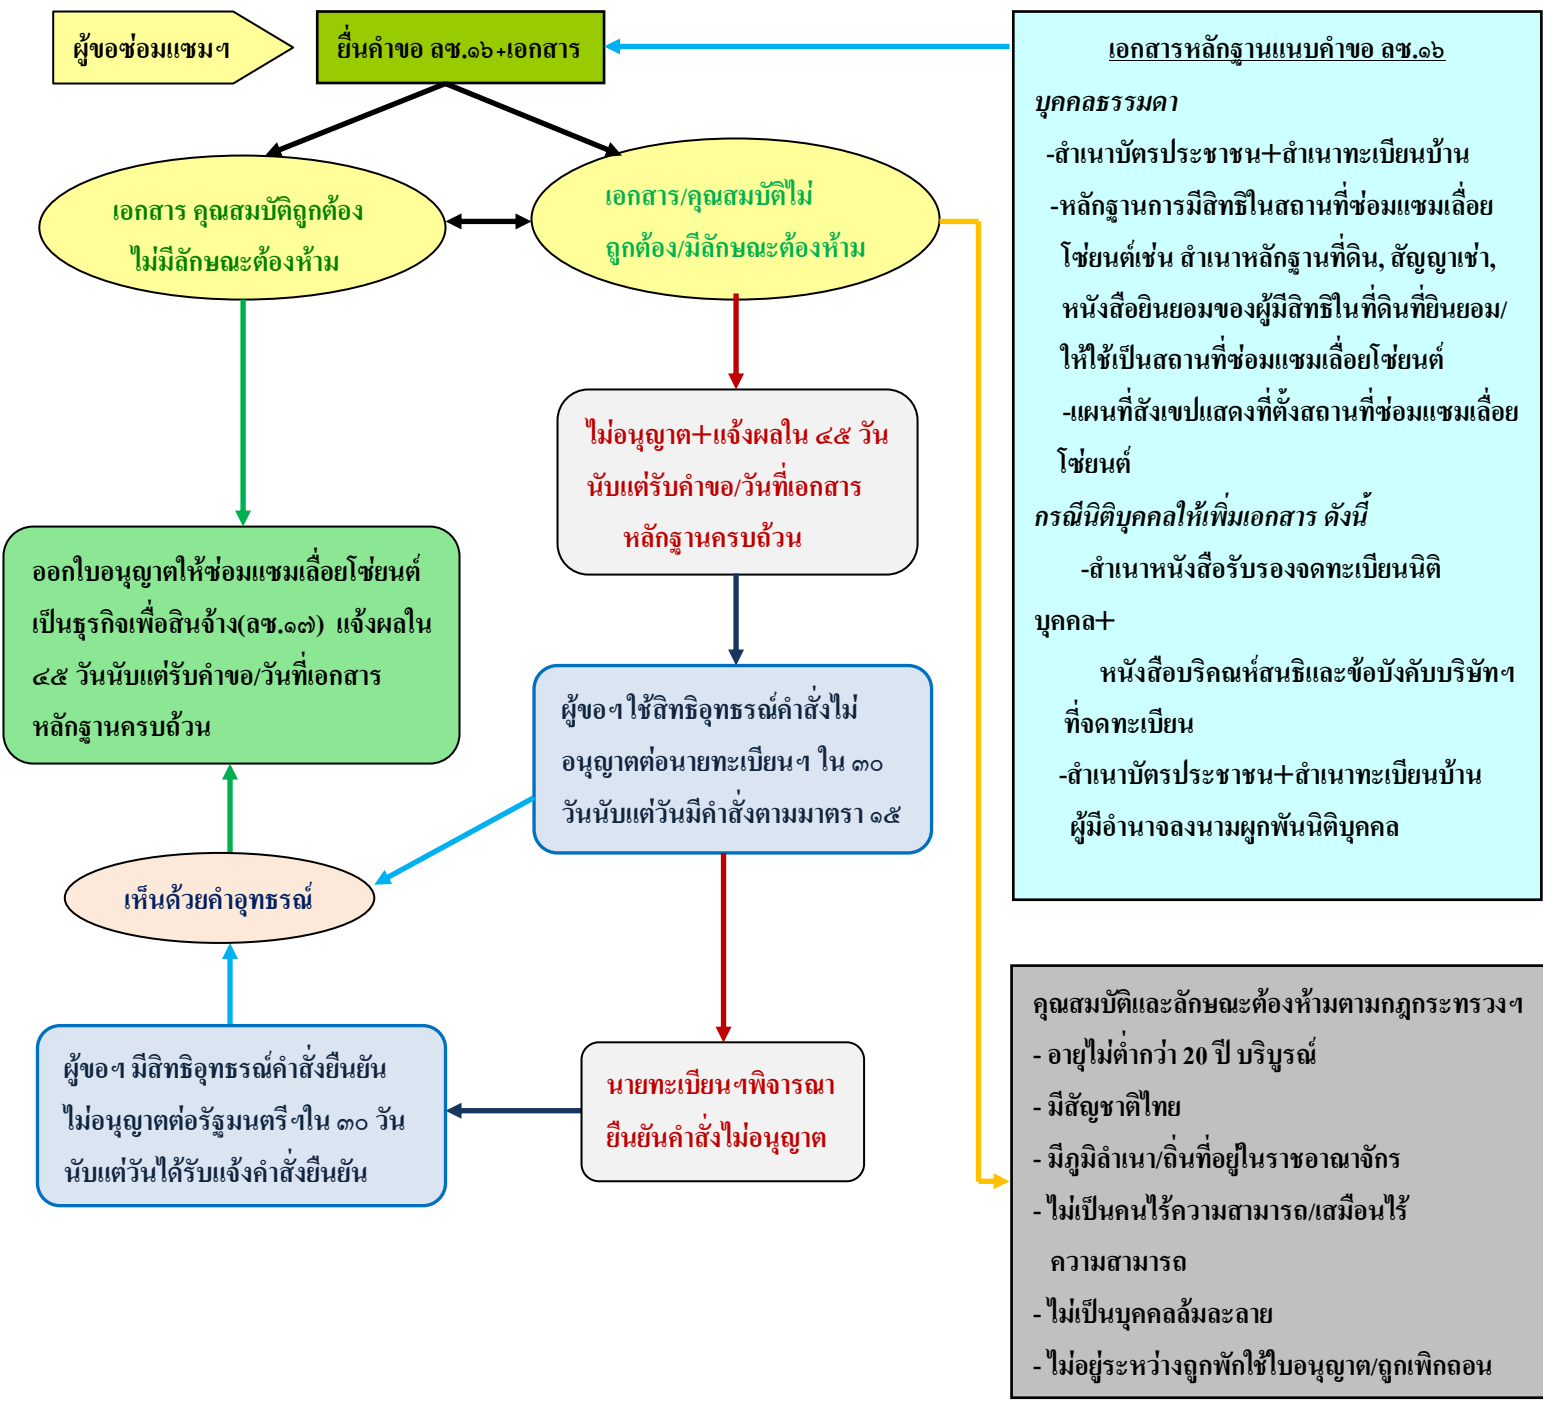 ผู้ขอซ่อมแซมฯ
ยื่นคำขอ ลซ.๑๖+เอกสาร
เอกสาร คุณสมบัติถูกต้อง
ไม่มีลักษณะต้องห้าม
เอกสาร/คุณสมบัติไม่
ถูกต้อง/มีลักษณะต้องห้าม
ไม่อนุญาต+แจ้งผลใน ๔๕ วัน
นับแต่รับคำขอ/วันที่เอกสาร
หลักฐานครบถ้วน
ออกใบอนุญาตให้ซ่อมแซมเลื่อยโซ่ยนต์
เป็นธุรกิจเพื่อสินจ้าง(ลซ.๑๗) แจ้งผลใน
๔๕ วันนับแต่รับคำขอ/วันที่เอกสาร
หลักฐานครบถ้วน
ผู้ขอฯ ใช้สิทธิอุทธรณ์คำสั่งไม่
อนุญาตต่อนายทะเบียนฯ ใน ๓๐
วันนับแต่วันมีคำสั่งตามมาตรา ๑๕
เห็นด้วยคำอุทธรณ์
ผู้ขอฯ มีสิทธิอุทธรณ์คำสั่งยืนยัน
ไม่อนุญาตต่อรัฐมนตรีฯใน ๓๐ วัน
นับแต่วันได้รับแจ้งคำสั่งยืนยัน
นายทะเบียนฯพิจารณา
ยืนยันคำสั่งไม่อนุญาต
เอกสารหลักฐานแนบคำขอ ลซ.๑๖
บุคคลธรรมดา
-สำเนาบัตรประชาชน+สำเนาทะเบียนบ้าน
-หลักฐานการมีสิทธิในสถานที่ซ่อมแซมเลื่อย
โซ่ยนต์เช่น สำเนาหลักฐานที่ดิน, สัญญาเช่า,
หนังสือยินยอมของผู้มีสิทธิในที่ดินที่ยินยอม/
ให้ใช้เป็นสถานที่ซ่อมแซมเลื่อยโซ่ยนต์
-แผนที่สังเขปแสดงที่ตั้งสถานที่ซ่อมแซมเลื่อย
โซ่ยนต์
กรณีนิติบุคคลให้เพิ่มเอกสาร ดังนี้
-สำเนาหนังสือรับรองจดทะเบียนนิติ
บุคคล+
หนังสือบริคณห์สนธิและข้อบังคับบริษัทฯ
ที่จดทะเบียน
-สำเนาบัตรประชาชน+สำเนาทะเบียนบ้าน
ผู้มีอำนาจลงนามผูกพันนิติบุคคล
คุณสมบัติและลักษณะต้องห้ามตามกฎกระทรวงฯ
- อายุไม่ต่ำกว่า 20 ปี บริบูรณ์
- มีสัญชาติไทย
- มีภูมิลำเนา/ถิ่นที่อยู่ในราชอาณาจักร
- ไม่เป็นคนไร้ความสามารถ/เสมือนไร้
ความสามารถ
- ไม่เป็นบุคคลล้มละลาย
- ไม่อยู่ระหว่างถูกพักใช้ใบอนุญาต/ถูกเพิกถอน